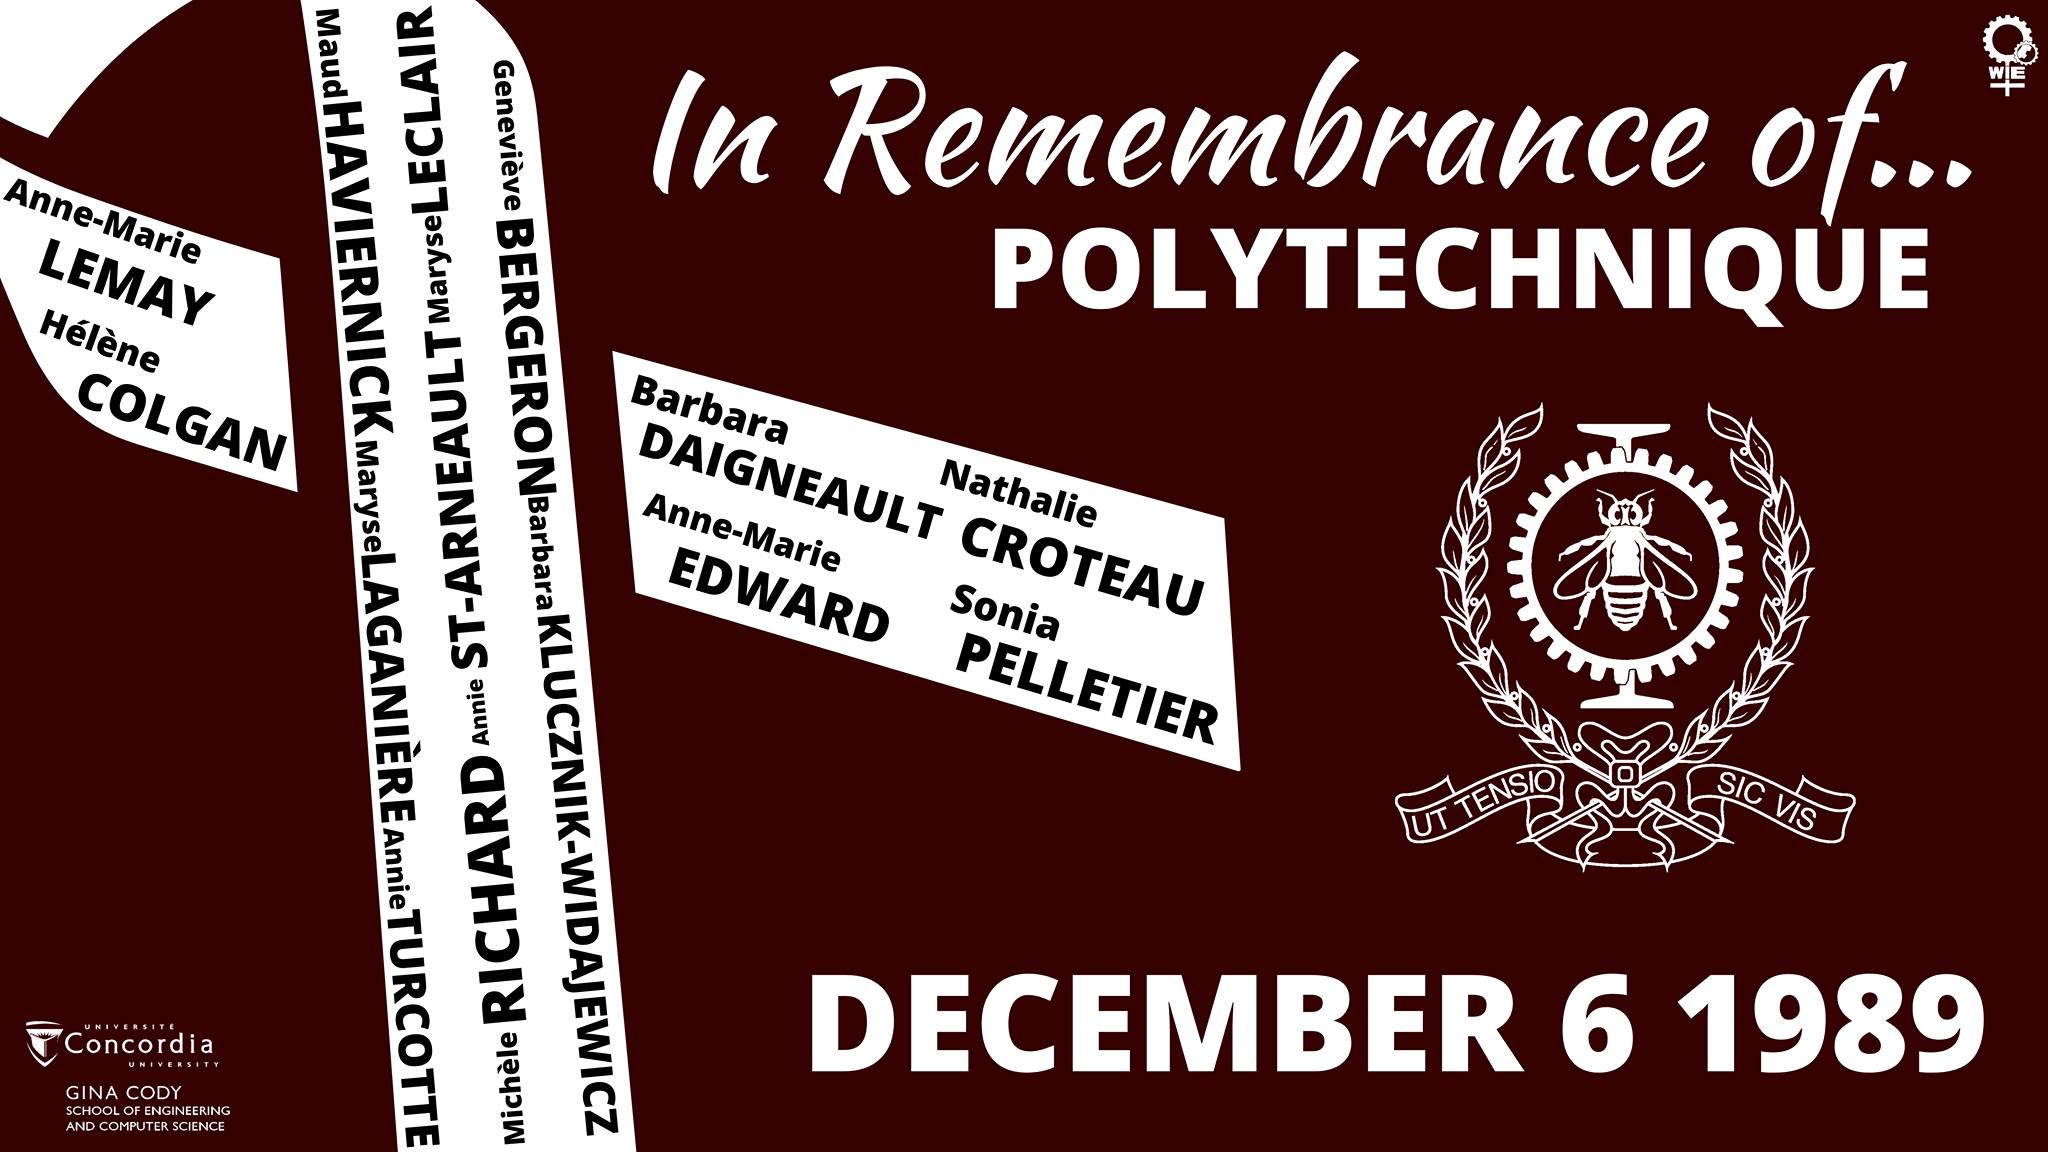 In Remembrance of...
POLYTECHNIQUE
WIE
Anne-Marie
LEMAY
Hélène
COLGAN
Maud HAVIERNICK Maryse LAGANIÈRE Annie TURCOTTE
Michèle RICHARD Annie ST-ARNEAULT Maryse LECLAIR
Geneviève BERGERON Barbara KLUCZNIK-WIDAJEWICZ
Barbara
DAIGNEAULT
Anne-Marie
EDWARD
Nathalie
CROTEAU
Sonia
PELLETIER
UT TENSIO SIC VIS
DECEMBER 6 1989
UNIVERSITÉ
Concordia
UNIVERSITY
GINA CODY
SCHOOL OF ENGINEERING
AND COMPUTER SCIENCE